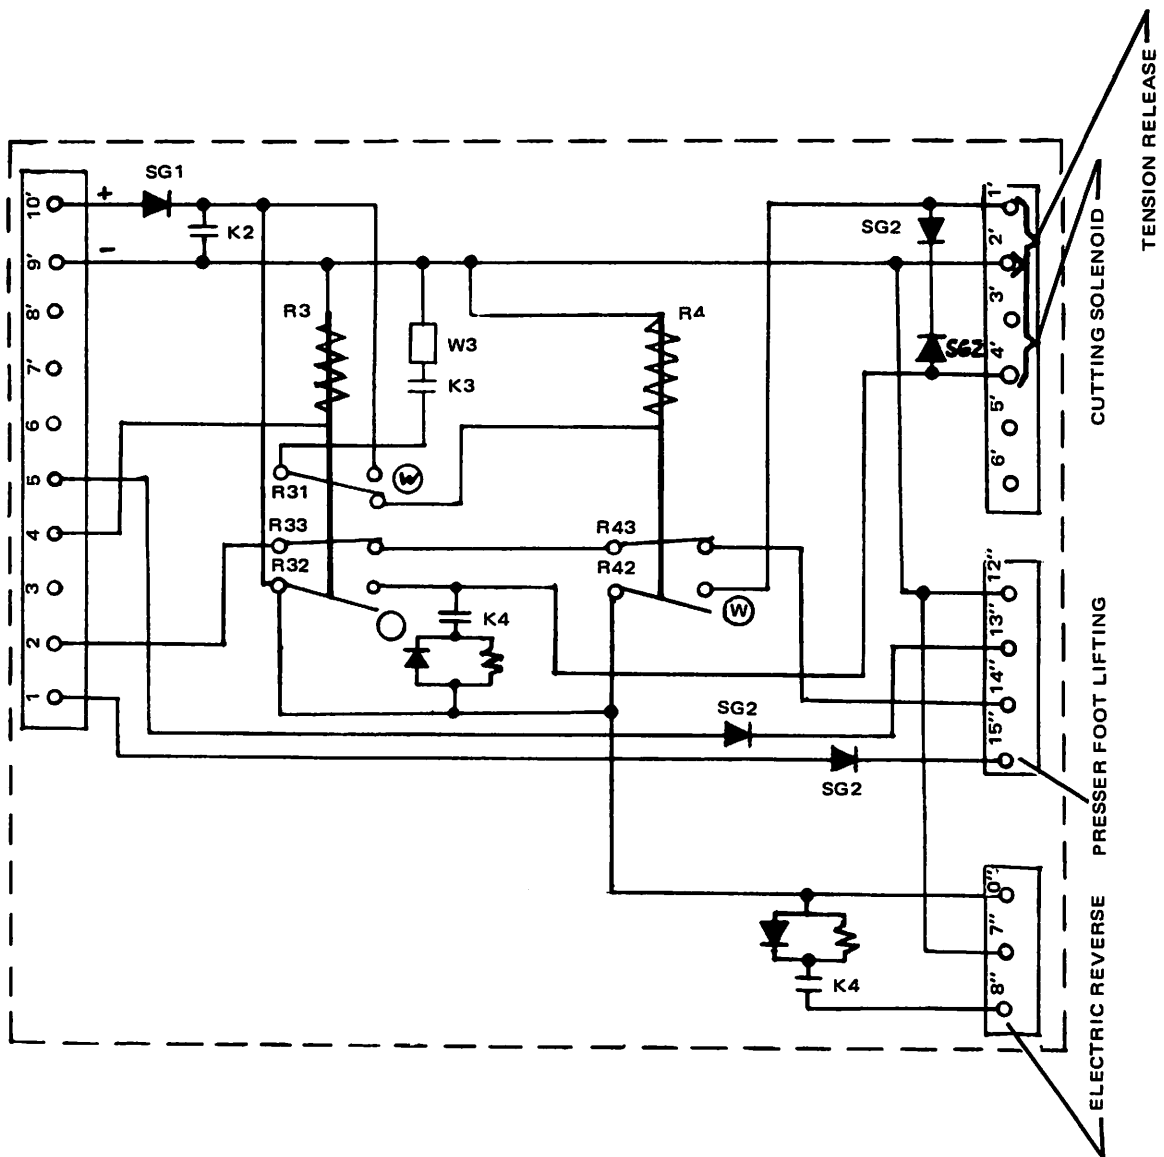 TENSION RELEASE
CUTTING SOLENOID
PRESSER FOOT LIFTING
ELECTRIC REVERSE
10'
9'
8'
7'
6
5
4
3
2
1
+
-
SG1
K2
R3
W3
K3
R4
SG2
SG2
R31
W
R33
R32
K4
R43
R42
W
SG2
SG2
K4
1'
2'
3'
4'
5'
6'
12"
13"
14"
15"
0"
7"
8"